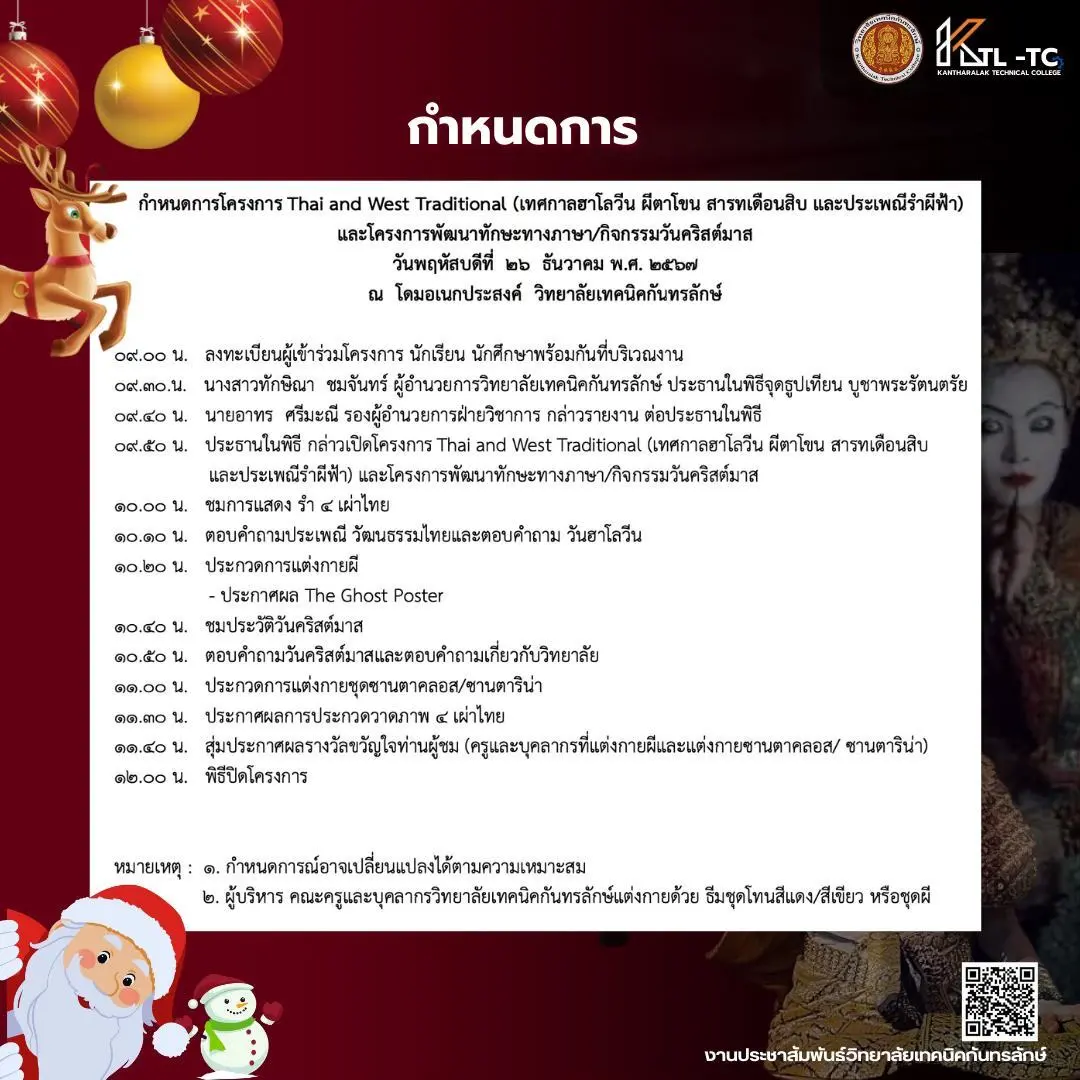 วิทยาลัยเทคนิคกันทรลักษ์
Kantharalak Technical College
KTL -TC
KANTHARALAK TECHNICAL COLLEGE
กำหนดการ
กำหนดการโครงการ Thai and West Traditional (เทศกาลฮาโลวีน ผีตาโขน สารทเดือนสิบ และประเพณีรำผีฟ้า)
และโครงการพัฒนาทักษะทางภาษา/กิจกรรมวันคริสต์มาส
วันพฤหัสบดีที่ ๒๖ ธันวาคม พ.ศ. ๒๕๖๗
ณ โดมอเนกประสงค์ วิทยาลัยเทคนิคกันทรลักษ์
๐๙.๐๐ น. ลงทะเบียนผู้เข้าร่วมโครงการ นักเรียน นักศึกษาพร้อมกันที่บริเวณงาน
๐๙.๓๐.น. นางสาวทักษิณา ชมจันทร์ ผู้อำนวยการวิทยาลัยเทคนิคกันทรลักษ์ ประธานในพิธีจุดธูปเทียน บูชาพระรัตนตรัย
๐๙.๔๐ น. นายอาทร ศรีมะณี รองผู้อำนวยการฝ่ายวิชาการ กล่าวรายงาน ต่อประธานในพิธี
๐๙.๕๐ น. ประธานในพิธี กล่าวเปิดโครงการ Thai and West Traditional (เทศกาลฮาโลวีน ผีตาโขน สารทเดือนสิบ
และประเพณีรำผีฟ้า) และโครงการพัฒนาทักษะทางภาษา/กิจกรรมวันคริสต์มาส
๑๐.๐๐ น. ชมการแสดง รำ ๔ เผ่าไทย
๑๐.๑๐ น. ตอบคำถามประเพณี วัฒนธรรมไทยและตอบคำถาม วันฮาโลวีน
๑๐.๒๐ น. ประกวดการแต่งกายผี
- ประกาศผล The Ghost Poster
๑๐.๔๐ น. ชมประวัติวันคริสต์มาส
๑๐.๕๐ น. ตอบคำถามวันคริสต์มาสและตอบคำถามเกี่ยวกับวิทยาลัย
๑๑.๐๐ น. ประกวดการแต่งกายชุดซานตาคลอส/ซานตาริน่า
๑๑.๓๐ น. ประกาศผลการประกวดวาดภาพ ๔ เผ่าไทย
๑๑.๔๐ น. สุ่มประกาศผลรางวัลขวัญใจท่านผู้ชม (ครูและบุคลากรที่แต่งกายผีและแต่งกายซานตาคลอส/ ซานตาริน่า)
๑๒.๐๐ น. พิธีปิดโครงการ
หมายเหตุ : ๑. กำหนดการณ์อาจเปลี่ยนแปลงได้ตามความเหมาะสม
๒. ผู้บริหาร คณะครูและบุคลากรวิทยาลัยเทคนิคกันทรลักษ์แต่งกายด้วย ธีมชุดโทนสีแดง/สีเขียว หรือชุดผี
งานประชาสัมพันธ์วิทยาลัยเทคนิคกันทรลักษ์